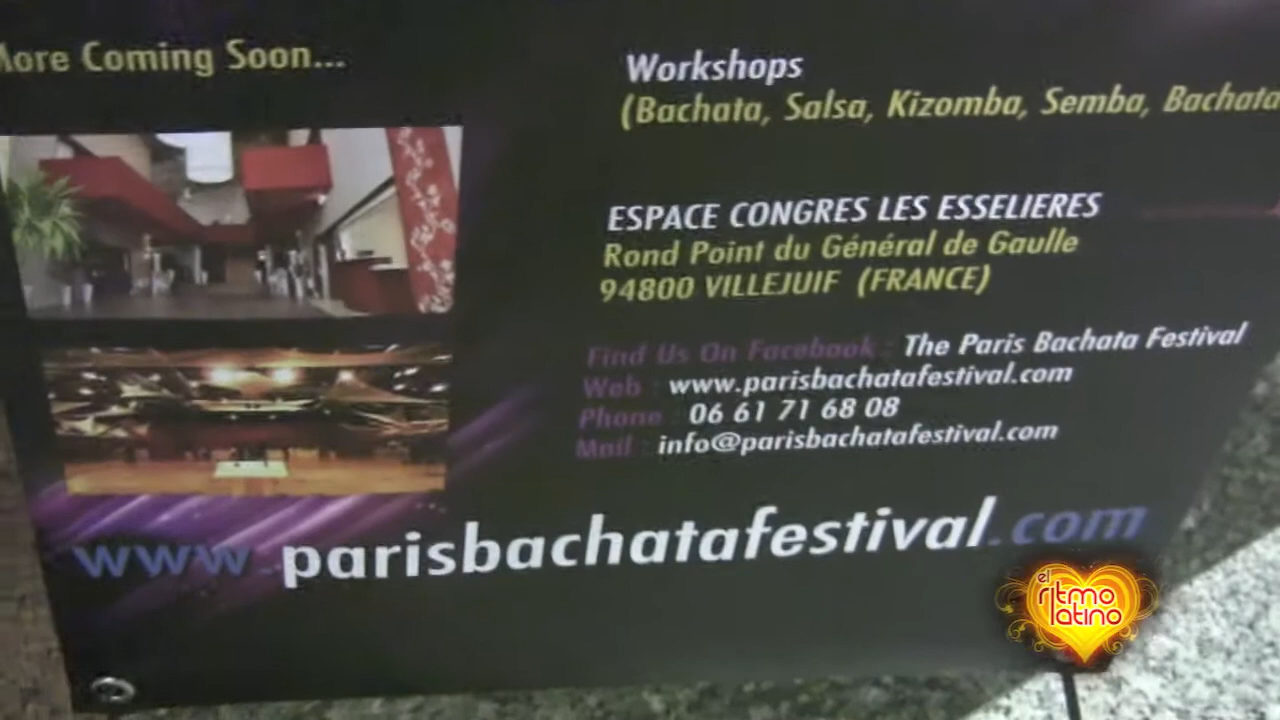 More Coming Soon...
Workshops
(Bachata, Salsa, Kizomba, Semba, Bachata
ESPACE CONGRES LES ESSELIERES
Rond Point du Général de Gaulle
94800 VILLEJUIF (FRANCE)
Find Us On Facebook : The Paris Bachata Festival
Web : www.parisbachatafestival.com
Phone : 06 61 71 68 08
Mail : info@parisbachatafestival.com
www.parisbachatafestival.com
el
ritmo
latino